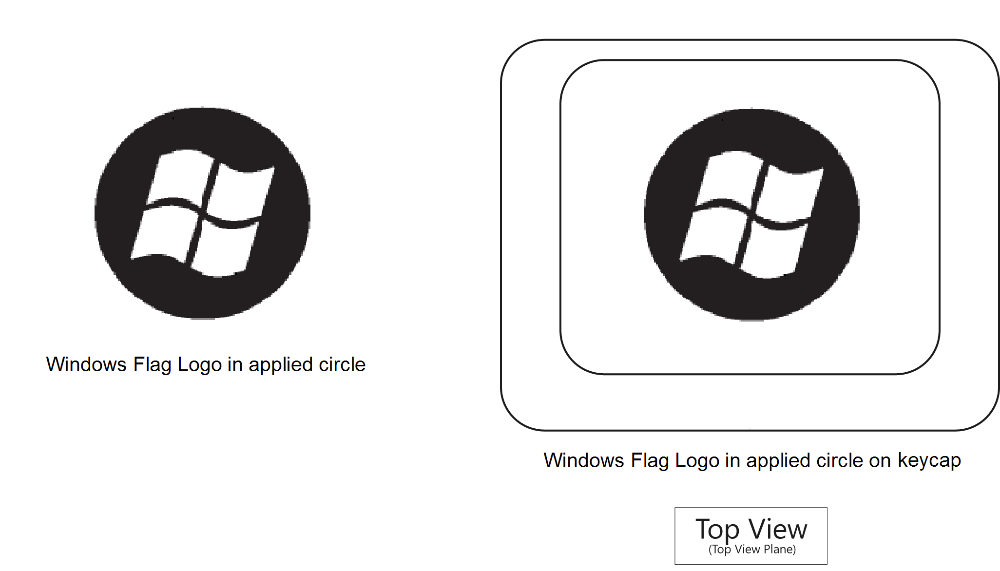 Windows Flag Logo in applied circle
Windows Flag Logo in applied circle on keycap
Top View
(Top View Plane)